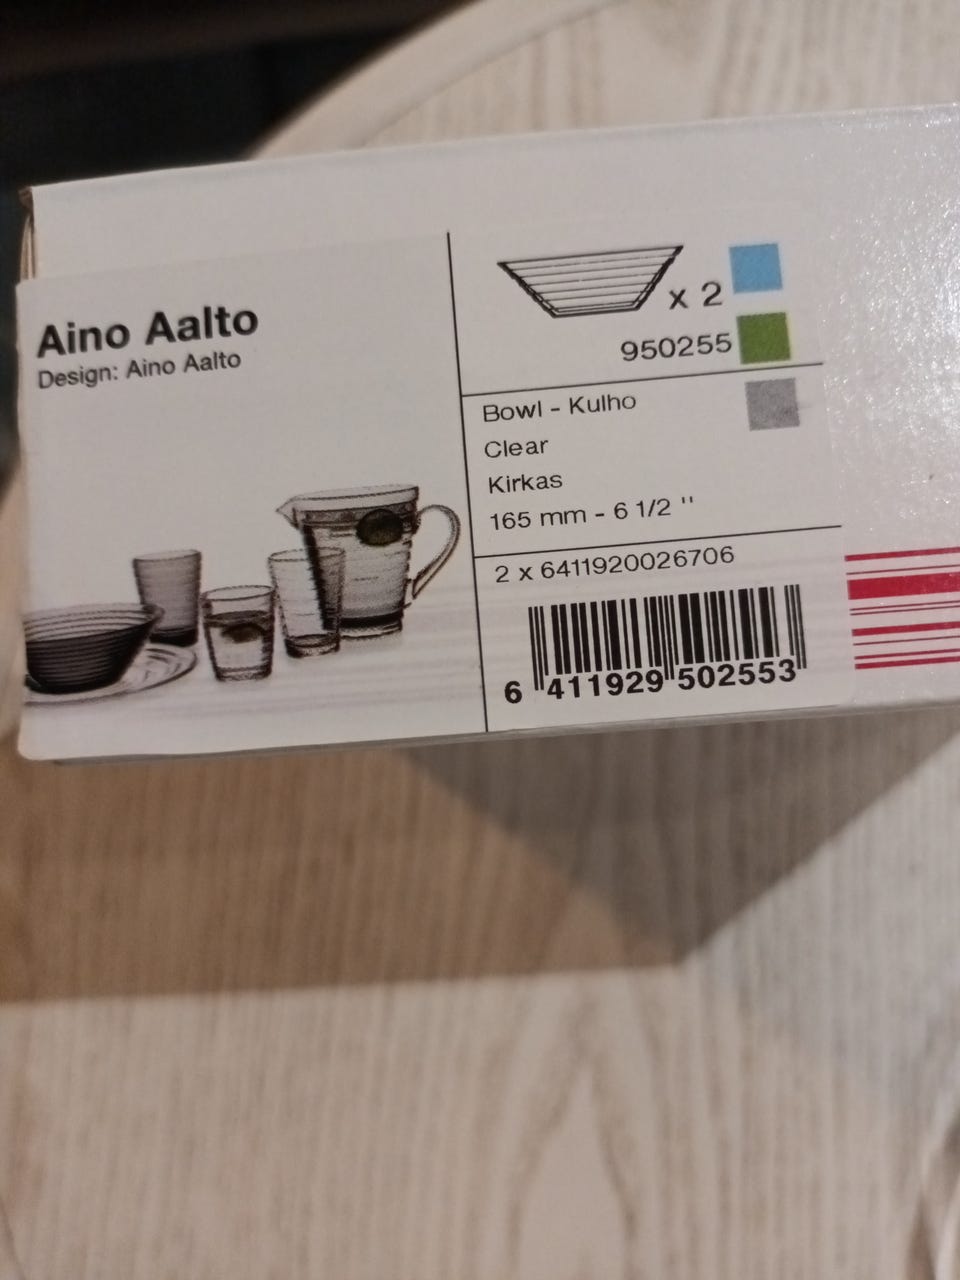 Aino Aalto
Design: Aino Aalto
x 2
950255
Bowl - Kulho
Clear
Kirkas
165 mm - 6 1/2 "
2 x 6411920026706
6 411929 502553